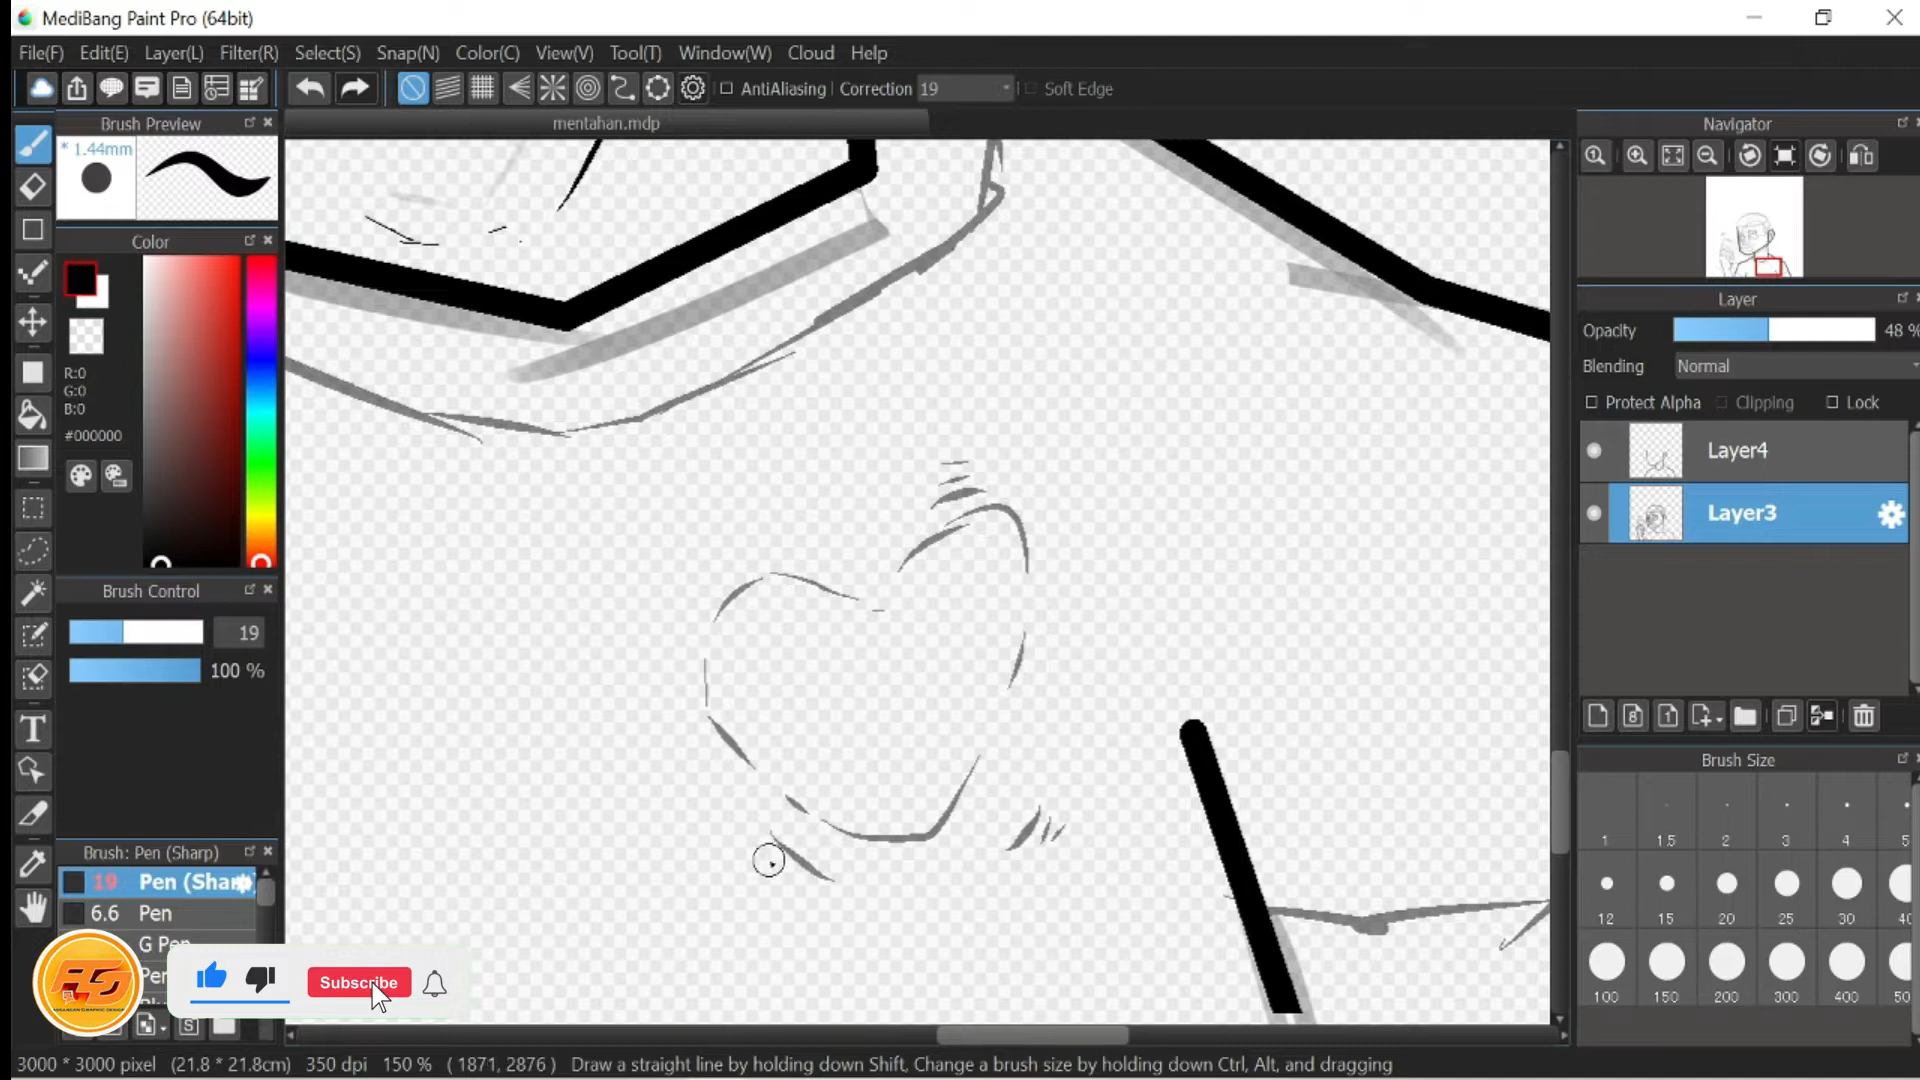 MediBang Paint Pro (64bit)
File(F) Edit(E) Layer(L) Filter(R) Select(S) Snap(N) Color(C) View(V) Tool(T) Window(W) Cloud Help
AntiAliasing Correction 19 Soft Edge
Brush Preview
mentahan.mdp
Navigator
* 1.44mm
Color
R:0
G:0
B:0
#000000
Layer
Opacity 48 %
Blending Normal
Protect Alpha Clipping Lock
Layer4
Layer3
Brush Control
19
100 %
Brush Size
1 1.5 2 3 4 5
12 15 20 25 30 40
100 150 200 300 400
Brush: Pen (Sharp)
19 Pen (Shar
6.6 Pen
G Pen
Subscribe
3000 * 3000 pixel (21.8 * 21.8cm) 350 dpi 150 % ( 1871, 2876 ) Draw a straight line by holding down Shift, Change a brush size by holding down Ctrl, Alt, and dragging